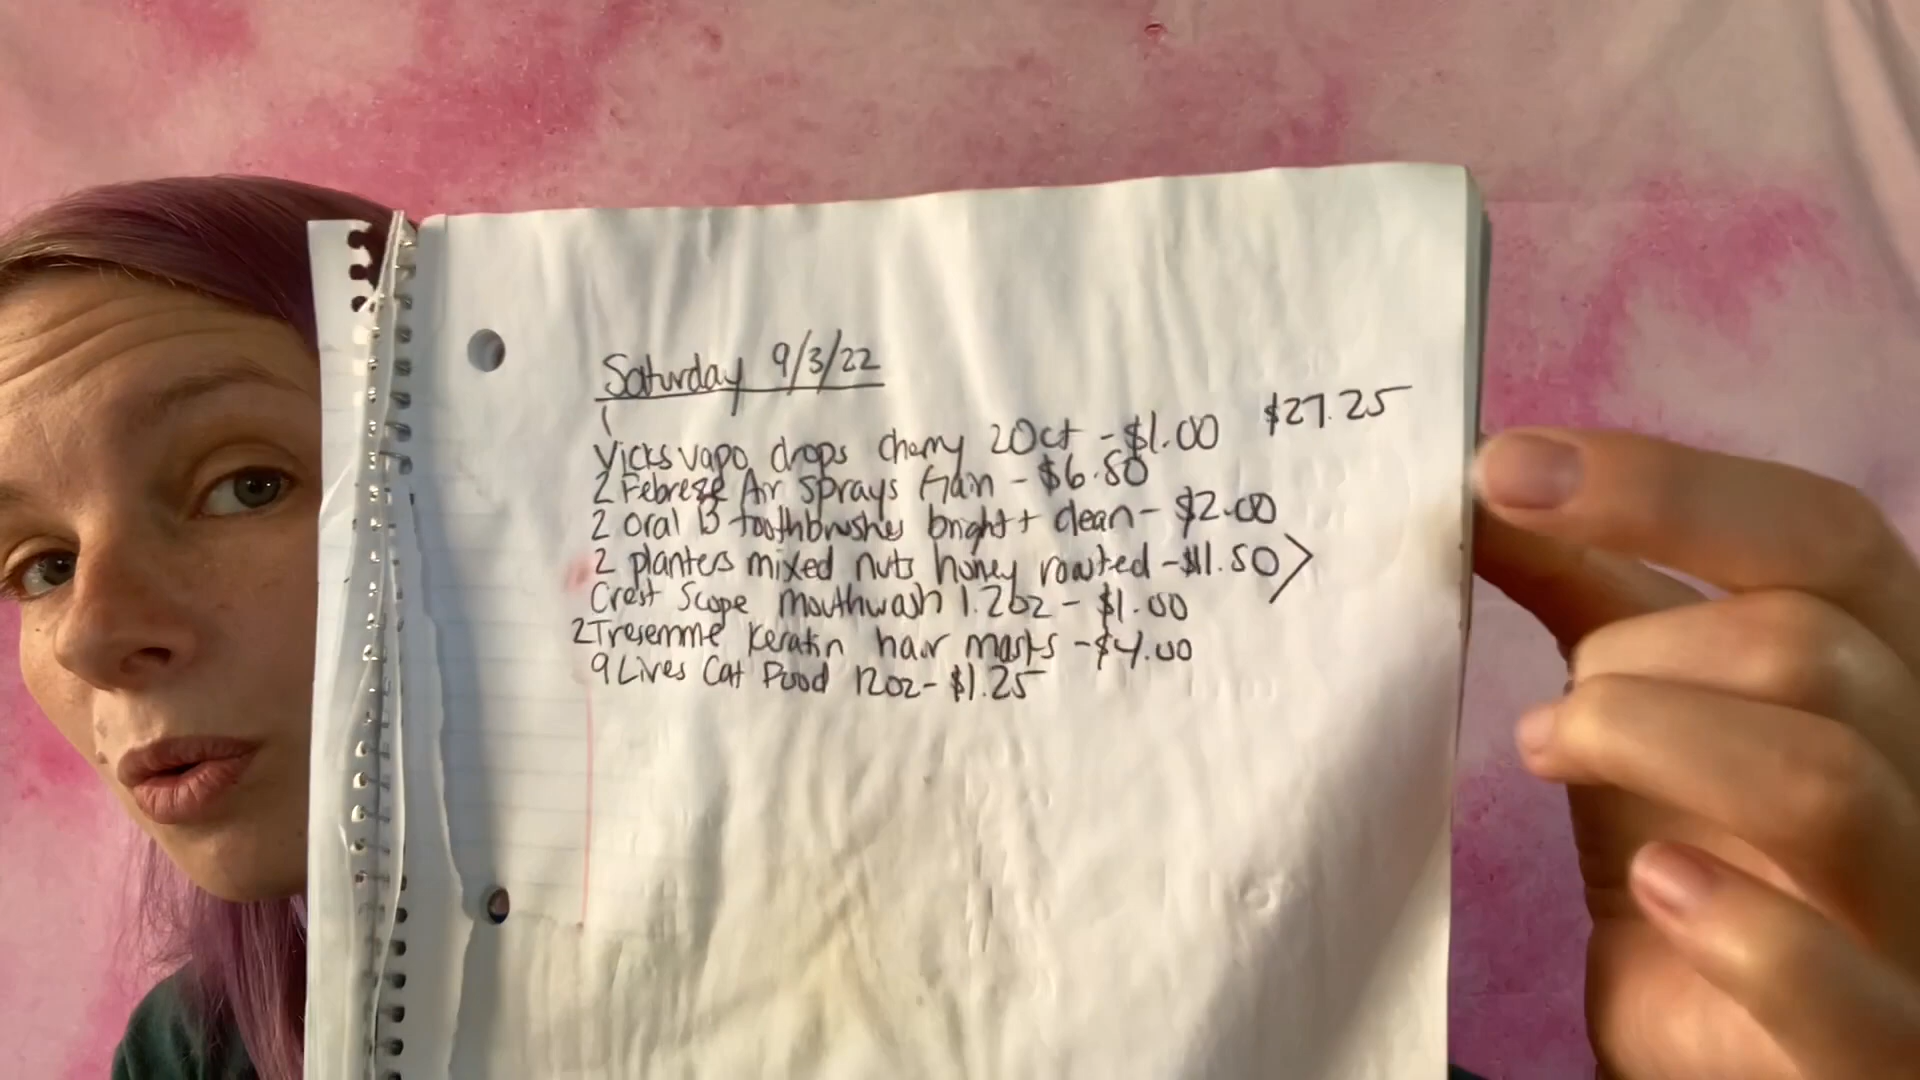 Saturday 9/3/22
$27.25
Vicks vapo drops cherry 20ct - $1.00
2 Febreze Air Sprays Gain - $6.50
2 Oral B toothbrushes bright + clean - $2.00
2 planters mixed nuts honey roasted - $11.50 >
Crest Scope mouthwash 1.2oz - $1.00
2 Tresemme Keratin hair masks - $4.00
9 Lives Cat Food 12oz - $1.25